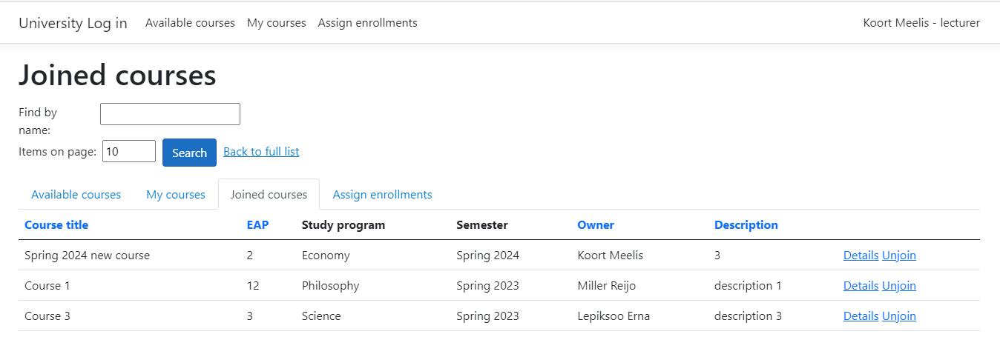 University Log in Available courses My courses Assign enrollments Koort Meelis - lecturer
Joined courses
Find by
name:
Items on page: 10 Search Back to full list
Available courses My courses Joined courses Assign enrollments
Course title EAP Study program Semester Owner Description
Spring 2024 new course 2 Economy Spring 2024 Koort Meelis 3 Details Unjoin
Course 1 12 Philosophy Spring 2023 Miller Reijo description 1 Details Unjoin
Course 3 3 Science Spring 2023 Lepiksoo Erna description 3 Details Unjoin